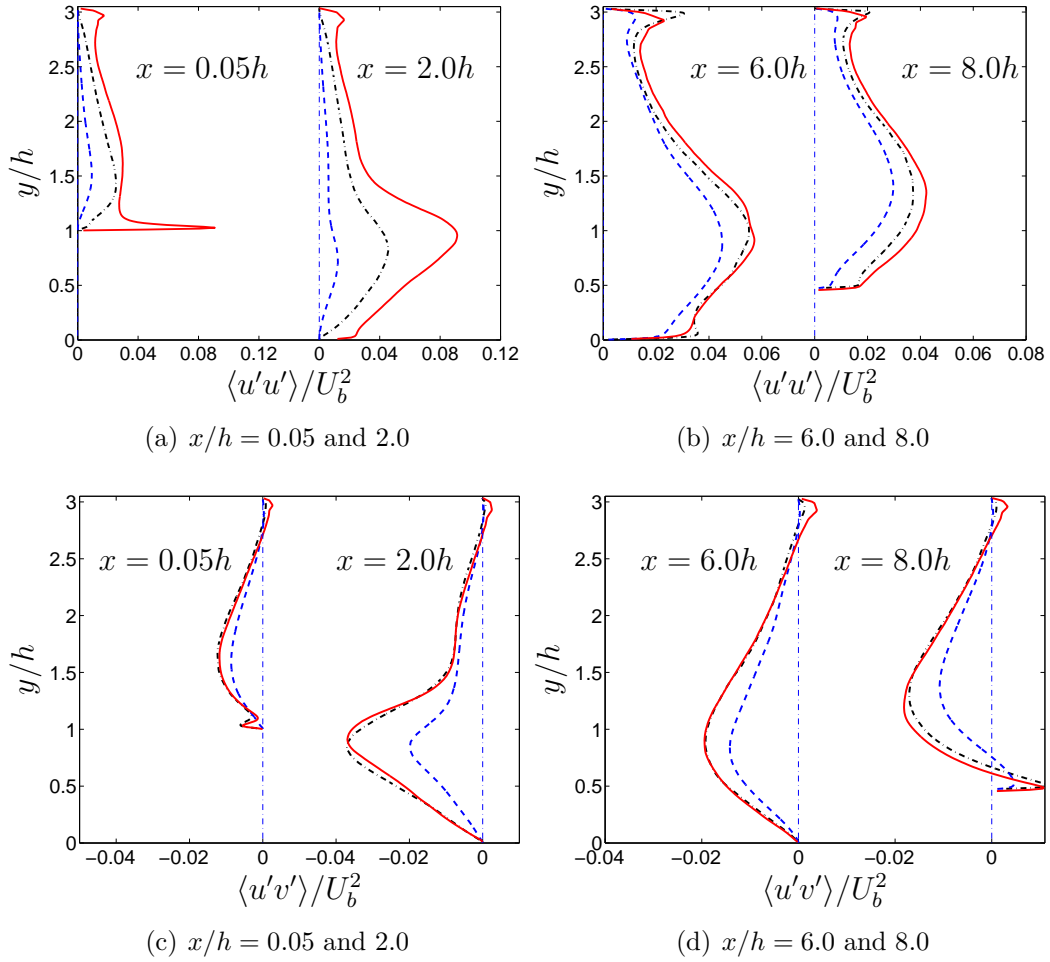 3
2.5
2
1.5
1
0.5
0
y/h
x = 0.05h
x = 2.0h
0 0.04 0.08 0.12 0 0.04 0.08 0.12
⟨u′u′⟩/U_b^2
(a) x/h = 0.05 and 2.0
3
2.5
2
1.5
1
0.5
0
y/h
x = 6.0h
x = 8.0h
0 0.02 0.04 0.06 0 0.02 0.04 0.06 0.08
⟨u′u′⟩/U_b^2
(b) x/h = 6.0 and 8.0
3
2.5
2
1.5
1
0.5
0
y/h
x = 0.05h
x = 2.0h
−0.04 −0.02 0 −0.04 −0.02 0
⟨u′v′⟩/U_b^2
(c) x/h = 0.05 and 2.0
3
2.5
2
1.5
1
0.5
0
y/h
x = 6.0h
x = 8.0h
−0.04 −0.02 0 −0.02 0
⟨u′v′⟩/U_b^2
(d) x/h = 6.0 and 8.0